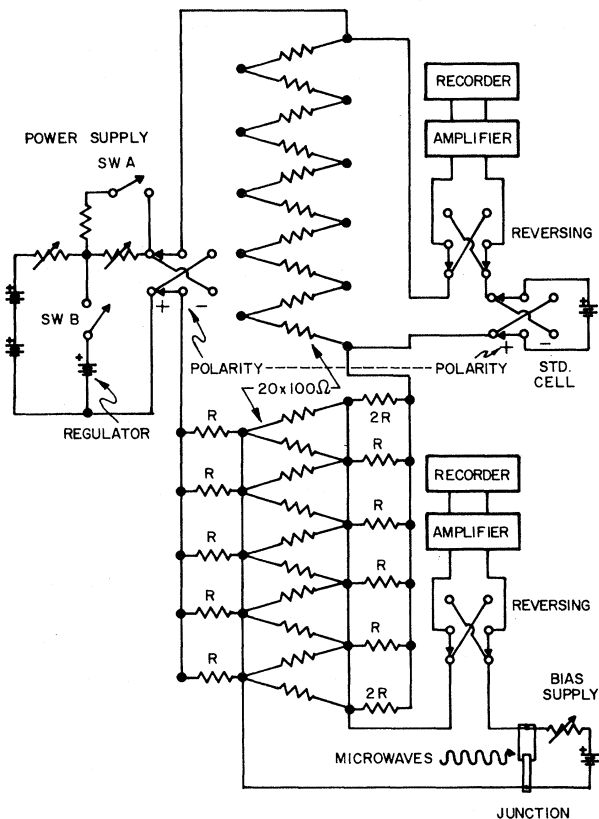 RECORDER
AMPLIFIER
POWER SUPPLY
SW A
REVERSING
SW B
+
+
+
-
+
+
-
+
POLARITY
POLARITY
STD.
CELL
20x100Ω
REGULATOR
R
2R
R
R
R
R
R
R
R
R
R
2R
RECORDER
AMPLIFIER
REVERSING
BIAS
SUPPLY
+
MICROWAVES
JUNCTION